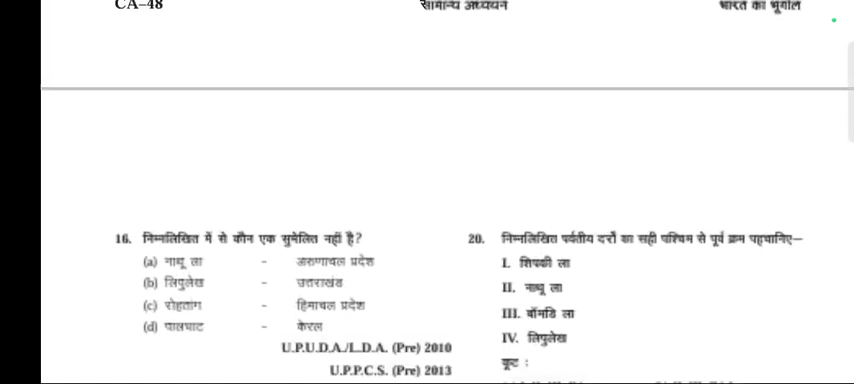 CA–48 सामान्य अध्ययन भारत का भूगोल
16. निम्नलिखित में से कौन एक सुमेलित नहीं है?
(a) नाथू ला – अरुणाचल प्रदेश
(b) लिपुलेख – उत्तराखंड
(c) रोहतांग – हिमाचल प्रदेश
(d) पालघाट – केरल
U.P.U.D.A./L.D.A. (Pre) 2010
U.P.P.C.S. (Pre) 2013
20. निम्नलिखित पर्वतीय दर्रों का सही पश्चिम से पूर्व क्रम पहचानिए—
I. शिपकी ला
II. नाथू ला
III. बोंमडि ला
IV. लिपुलेख
कूट :